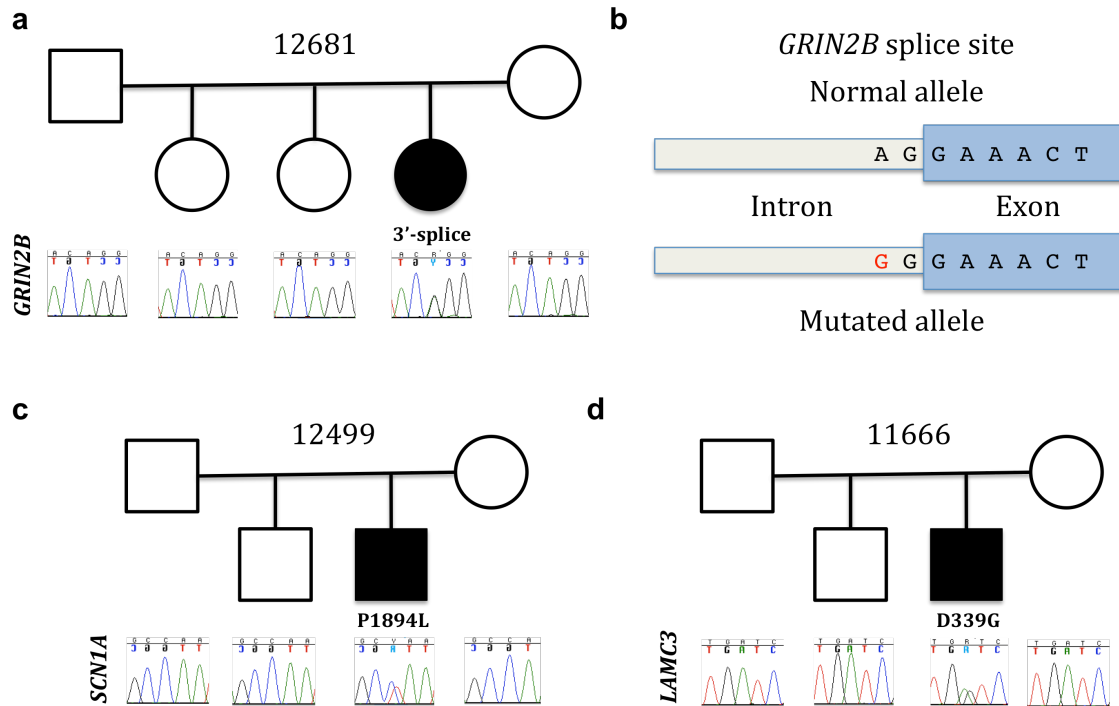 a
12681
3’-splice
GRIN2B
A C A G G
A C A G G
A C A G G
A C R G G
A C A G G
b
GRIN2B splice site
Normal allele
A G G A A A C T
Intron
Exon
G G G A A A C T
Mutated allele
c
12499
P1894L
SCN1A
G C C A A
G C C A A
G C Y A A
G C C A
d
11666
D339G
LAMC3
T G A T C
T G A T C
T G A T C
T G A T C
T G R T C
T G A T C
T G A T C